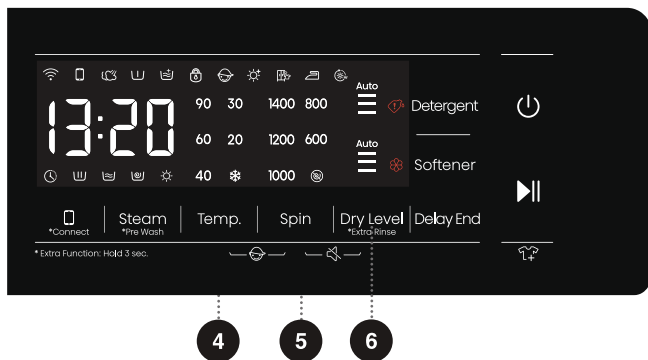 Auto
13:20
90 30 1400 800
Detergent
60 20 1200 600
Auto
Softener
40 1000
Steam Temp. Spin Dry Level Delay End
*Connect *Pre Wash *Extra Rinse
* Extra Function: Hold 3 sec.
4 5 6